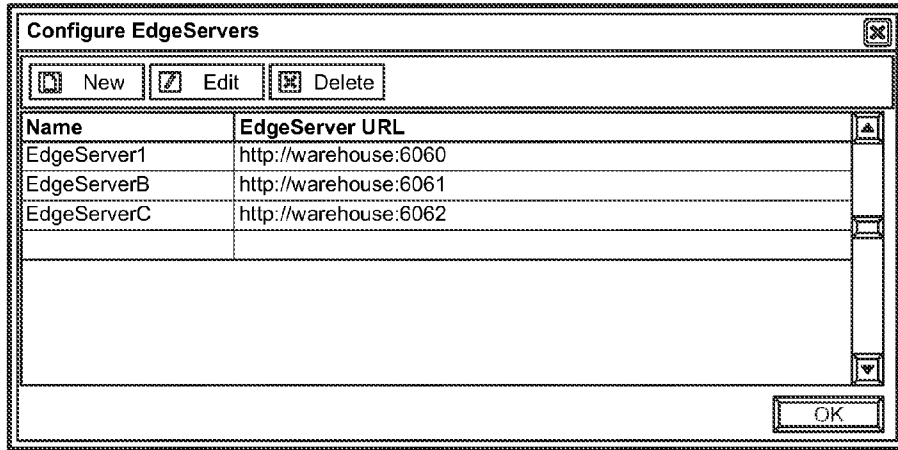 Configure EdgeServers
New Edit Delete
Name EdgeServer URL
EdgeServer1 http://warehouse:6060
EdgeServerB http://warehouse:6061
EdgeServerC http://warehouse:6062
OK